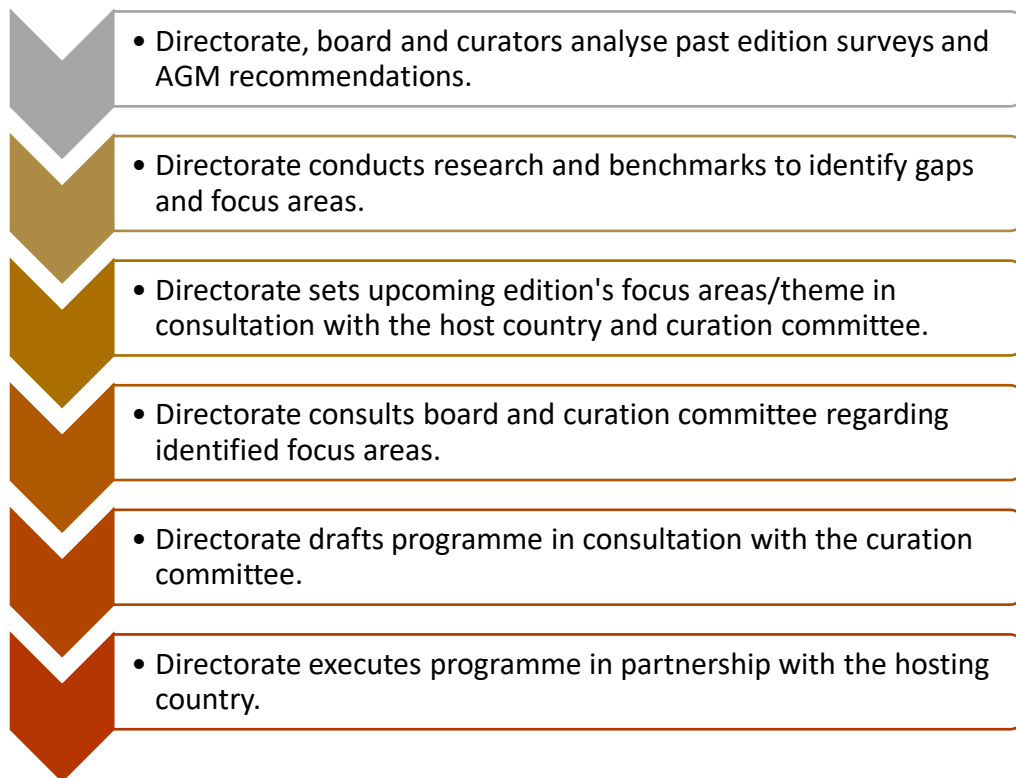 • Directorate, board and curators analyse past edition surveys and
AGM recommendations.
• Directorate conducts research and benchmarks to identify gaps
and focus areas.
• Directorate sets upcoming edition's focus areas/theme in
consultation with the host country and curation committee.
• Directorate consults board and curation committee regarding
identified focus areas.
• Directorate drafts programme in consultation with the curation
committee.
• Directorate executes programme in partnership with the hosting
country.